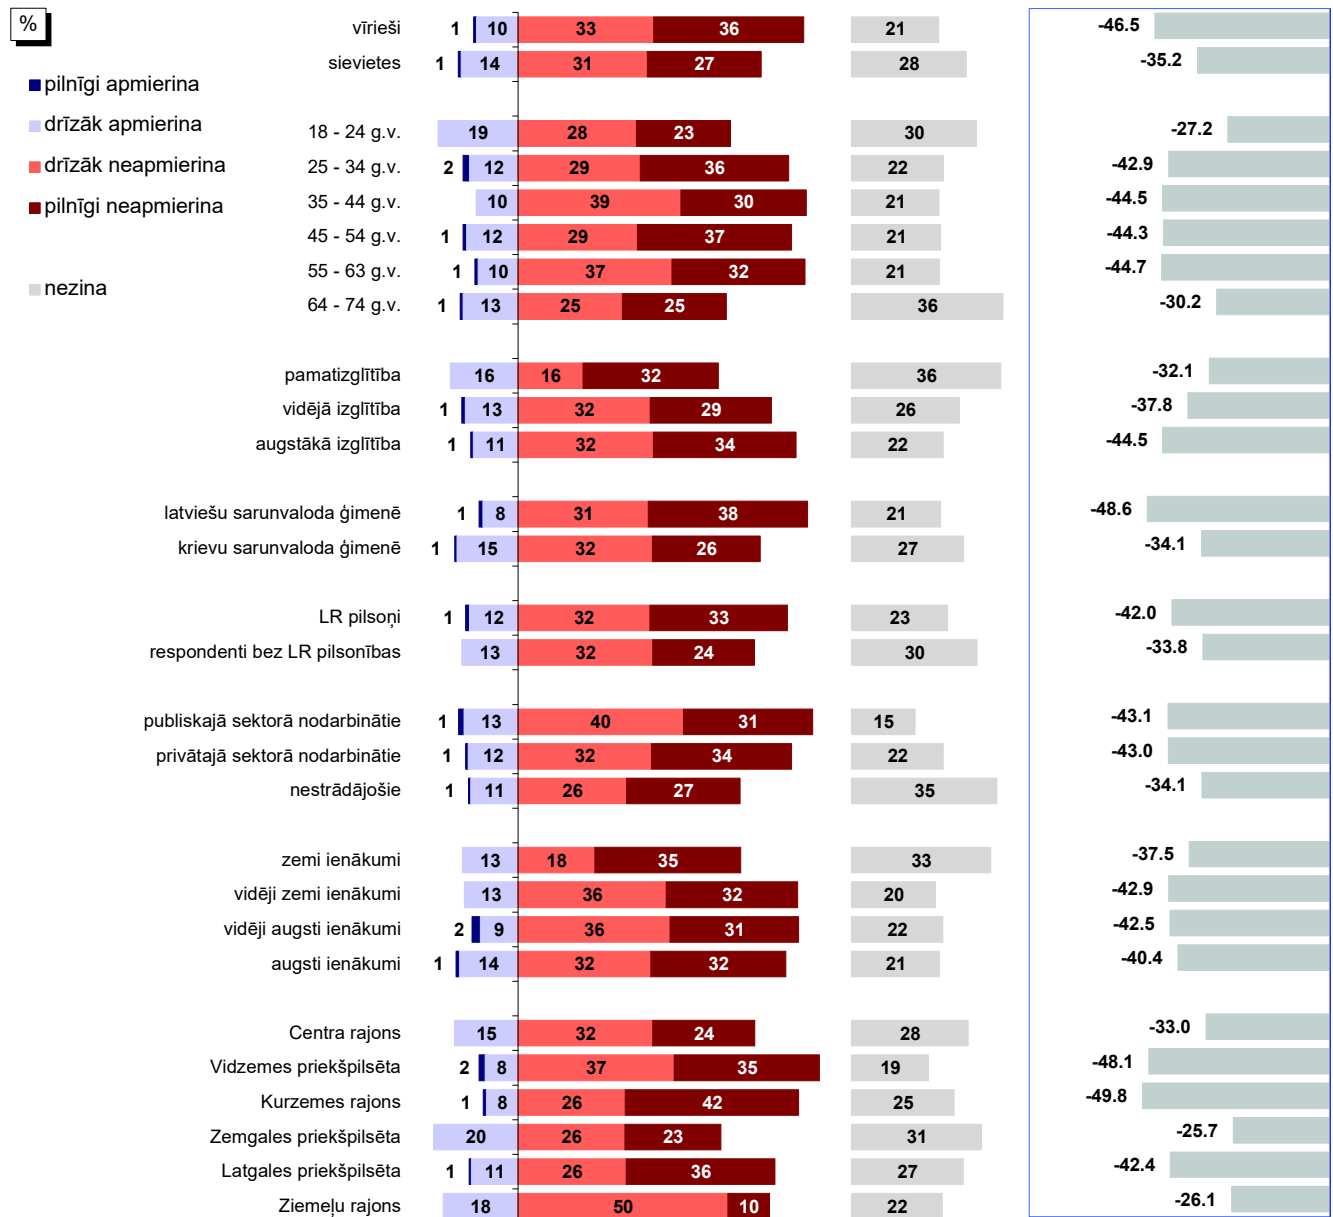 %
pilnīgi apmierina
drīzāk apmierina
drīzāk neapmierina
pilnīgi neapmierina
nezina
vīrieši 1 10 33 36 21 -46.5
sievietes 1 14 31 27 28 -35.2
18 - 24 g.v. 19 28 23 30 -27.2
25 - 34 g.v. 2 12 29 36 22 -42.9
35 - 44 g.v. 10 39 30 21 -44.5
45 - 54 g.v. 1 12 29 37 21 -44.3
55 - 63 g.v. 1 10 37 32 21 -44.7
64 - 74 g.v. 1 13 25 25 36 -30.2
pamatizglītība 16 16 32 36 -32.1
vidējā izglītība 1 13 32 29 26 -37.8
augstākā izglītība 1 11 32 34 22 -44.5
latviešu sarunvaloda ģimenē 1 8 31 38 21 -48.6
krievu sarunvaloda ģimenē 1 15 32 26 27 -34.1
LR pilsoņi 1 12 32 33 23 -42.0
respondenti bez LR pilsonības 13 32 24 30 -33.8
publiskajā sektorā nodarbinātie 1 13 40 31 15 -43.1
privātajā sektorā nodarbinātie 1 12 32 34 22 -43.0
nestrādājošie 1 11 26 27 35 -34.1
zemi ienākumi 13 18 35 33 -37.5
vidēji zemi ienākumi 13 36 32 20 -42.9
vidēji augsti ienākumi 2 9 36 31 22 -42.5
augsti ienākumi 1 14 32 32 21 -40.4
Centra rajons 15 32 24 28 -33.0
Vidzemes priekšpilsēta 2 8 37 35 19 -48.1
Kurzemes rajons 1 8 26 42 25 -49.8
Zemgales priekšpilsēta 20 26 23 31 -25.7
Latgales priekšpilsēta 1 11 26 36 27 -42.4
Ziemeļu rajons 18 50 10 22 -26.1